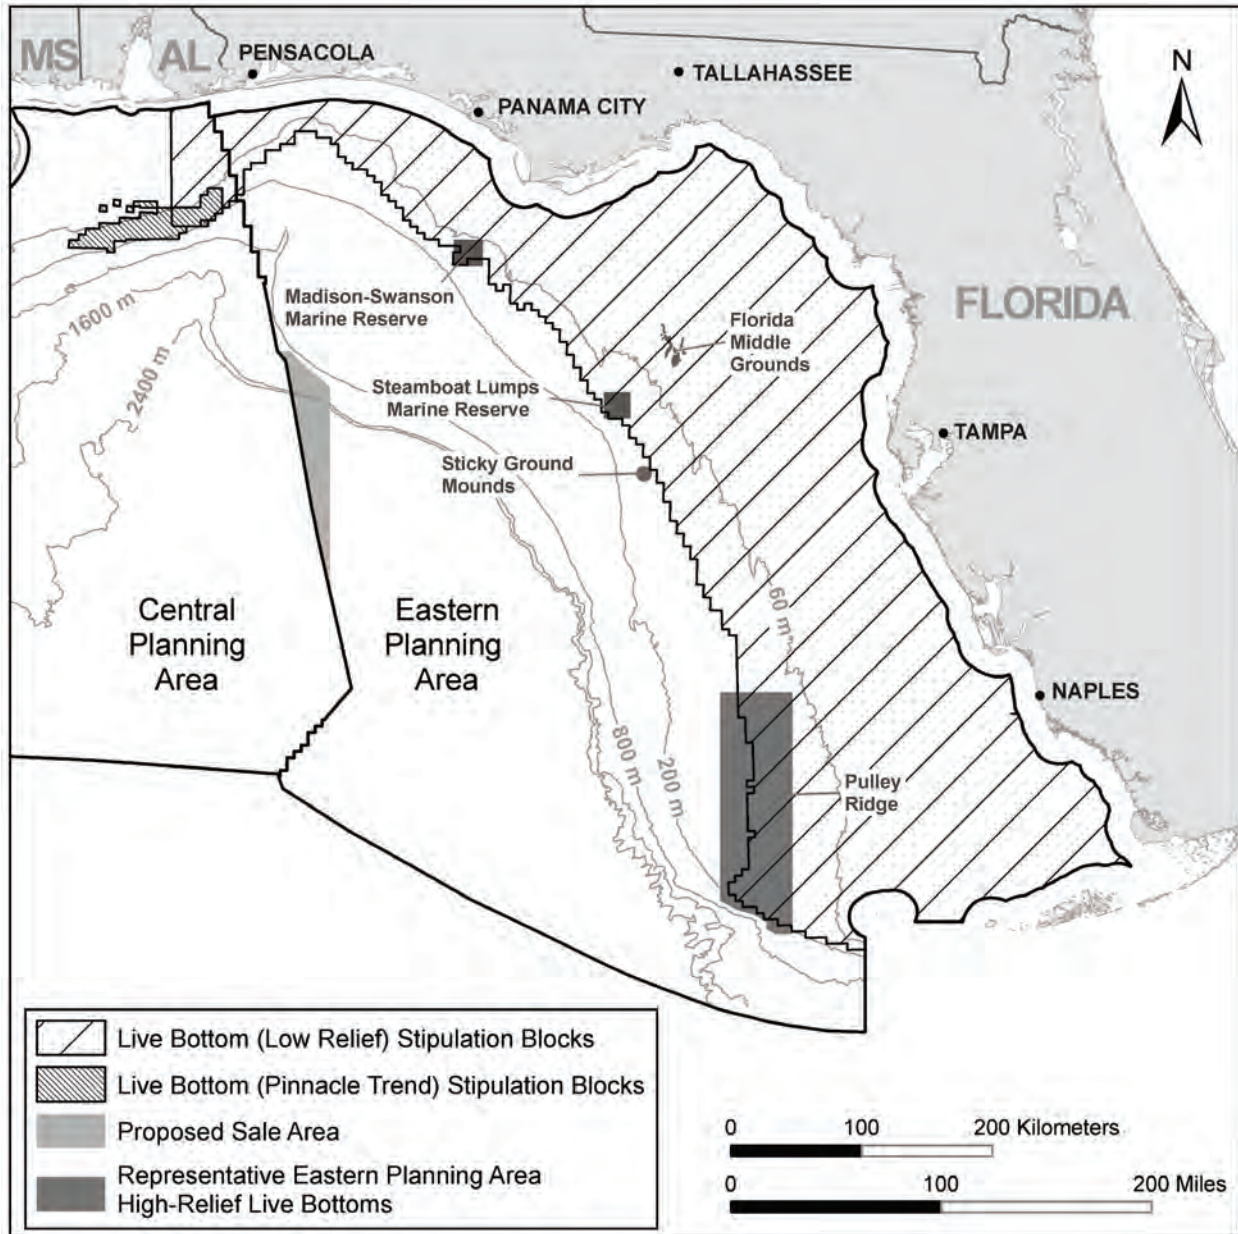 MS
AL
PENSACOLA
TALLAHASSEE
PANAMA CITY
N
FLORIDA
1600 m
2400 m
Madison-Swanson
Marine Reserve
Florida
Middle
Grounds
Steamboat Lumps
Marine Reserve
TAMPA
Sticky Ground
Mounds
Central
Planning
Area
Eastern
Planning
Area
60 m
NAPLES
800 m
200 m
Pulley
Ridge
Live Bottom (Low Relief) Stipulation Blocks
Live Bottom (Pinnacle Trend) Stipulation Blocks
Proposed Sale Area
Representative Eastern Planning Area
High-Relief Live Bottoms
0 100 200 Kilometers
0 100 200 Miles